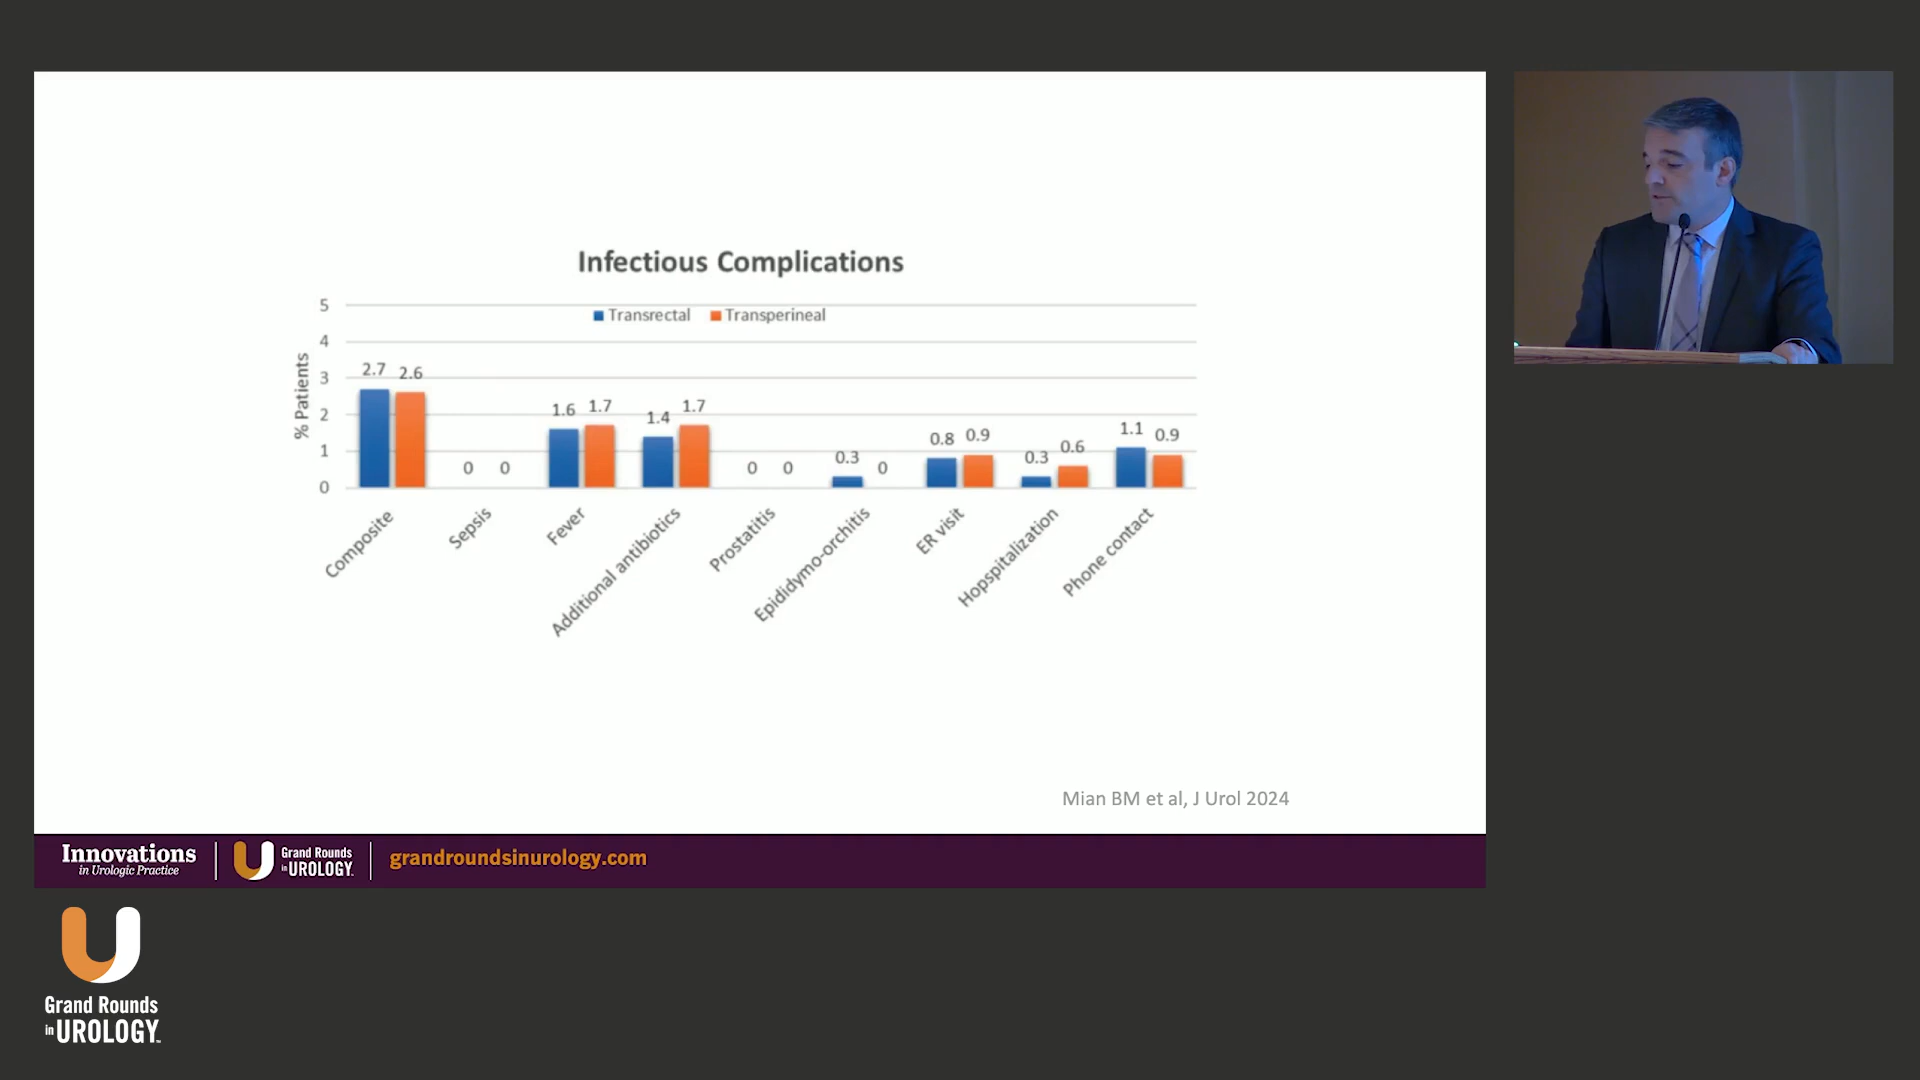 Infectious Complications
Transrectal Transperineal
% Patients
5
4
3
2
1
0
2.7 2.6
0 0
1.6 1.7
1.4 1.7
0 0
0.3 0
0.8 0.9
0.3 0.6
1.1 0.9
Composite
Sepsis
Fever
Additional antibiotics
Prostatitis
Epididymo-orchitis
ER visit
Hopspitalization
Phone contact
Mian BM et al, J Urol 2024
Innovations
in Urologic Practice
Grand Rounds
in UROLOGY™
grandroundsinurology.com
Grand Rounds
in UROLOGY™